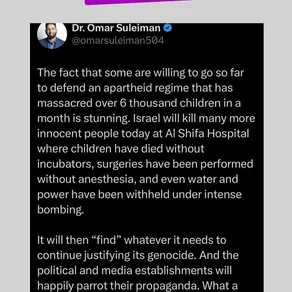 Dr. Omar Suleiman
@omarsuleiman504
The fact that some are willing to go so far
to defend an apartheid regime that has
massacred over 6 thousand children in a
month is stunning. Israel will kill many more
innocent people today at Al Shifa Hospital
where children have died without
incubators, surgeries have been performed
without anesthesia, and even water and
power have been withheld under intense
bombing.
It will then “find” whatever it needs to
continue justifying its genocide. And the
political and media establishments will
happily parrot their propaganda. What a